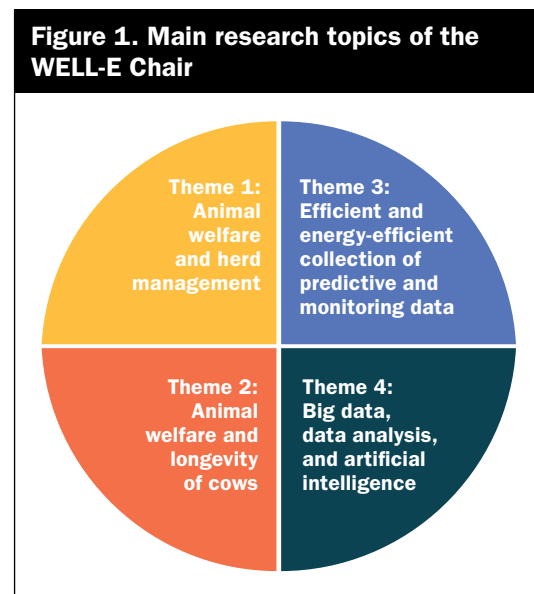 Figure 1. Main research topics of the
WELL-E Chair
Theme 1:
Animal
welfare
and herd
management
Theme 3:
Efficient and
energy-efficient
collection of
predictive and
monitoring data
Theme 2:
Animal
welfare and
longevity
of cows
Theme 4:
Big data,
data analysis,
and artificial
intelligence